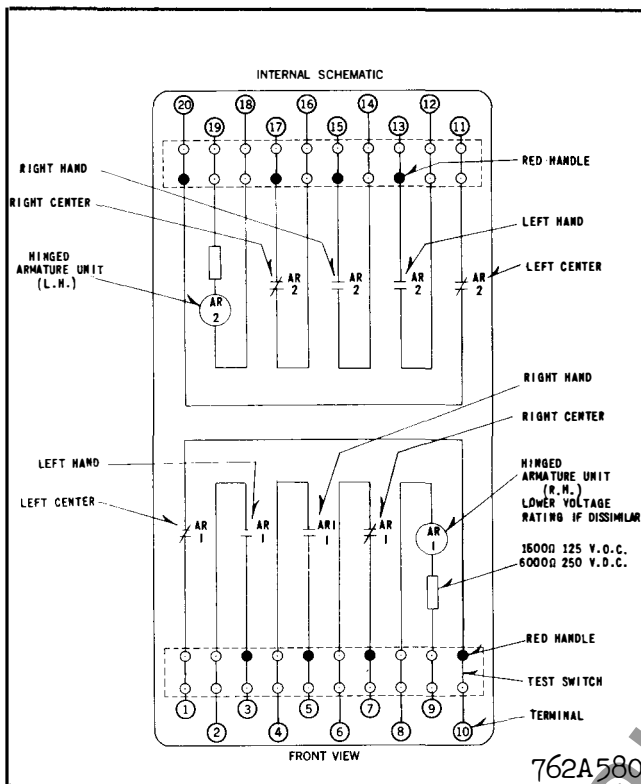 INTERNAL SCHEMATIC
20 18 16 14 12
19 17 15 13 11
RED HANDLE
RIGHT HAND
RIGHT CENTER
LEFT HAND
LEFT CENTER
HINGED
ARMATURE UNIT
(L.H.)
AR
2
AR
2
AR
2
AR
2
AR
2
RIGHT HAND
RIGHT CENTER
LEFT HAND
LEFT CENTER
HINGED
ARMATURE UNIT
(R.H.)
LOWER VOLTAGE
RATING IF DISSIMILAR
AR
1
AR
1
AR1
1
AR
1
AR
1
1600Ω 125 V.D.C.
6000Ω 250 V.D.C.
RED HANDLE
TEST SWITCH
1 3 5 7 9
2 4 6 8 10
TERMINAL
FRONT VIEW
762A580